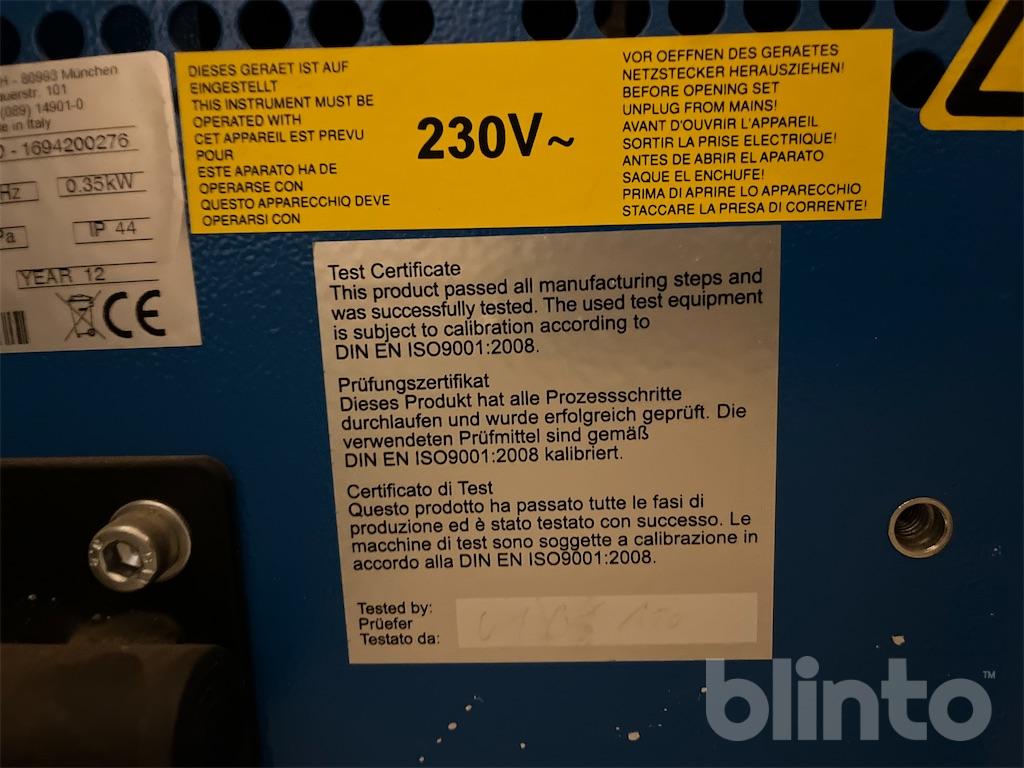 H - 80993 München
uerstr. 101
(089) 14901-0
e in Italy
- 1694200276
Hz 0.35kW
Pa IP 44
YEAR 12
CE
DIESES GERAET IST AUF
EINGESTELLT
THIS INSTRUMENT MUST BE
OPERATED WITH
CET APPAREIL EST PREVU
POUR
ESTE APARATO HA DE
OPERARSE CON
QUESTO APPARECCHIO DEVE
OPERARSI CON
230V~
VOR OEFFNEN DES GERAETES
NETZSTECKER HERAUSZIEHEN!
BEFORE OPENING SET
UNPLUG FROM MAINS!
AVANT D'OUVRIR L'APPAREIL
SORTIR LA PRISE ELECTRIQUE!
ANTES DE ABRIR EL APARATO
SAQUE EL ENCHUFE!
PRIMA DI APRIRE LO APPARECCHIO
STACCARE LA PRESA DI CORRENTE!
Test Certificate
This product passed all manufacturing steps and
was successfully tested. The used test equipment
is subject to calibration according to
DIN EN ISO9001:2008.
Prüfungszertifikat
Dieses Produkt hat alle Prozessschritte
durchlaufen und wurde erfolgreich geprüft. Die
verwendeten Prüfmittel sind gemäß
DIN EN ISO9001:2008 kalibriert.
Certificato di Test
Questo prodotto ha passato tutte le fasi di
produzione ed è stato testato con successo. Le
macchine di test sono soggette a calibrazione in
accordo alla DIN EN ISO9001:2008.
Tested by:
Prüefer
Testato da:
blinto™